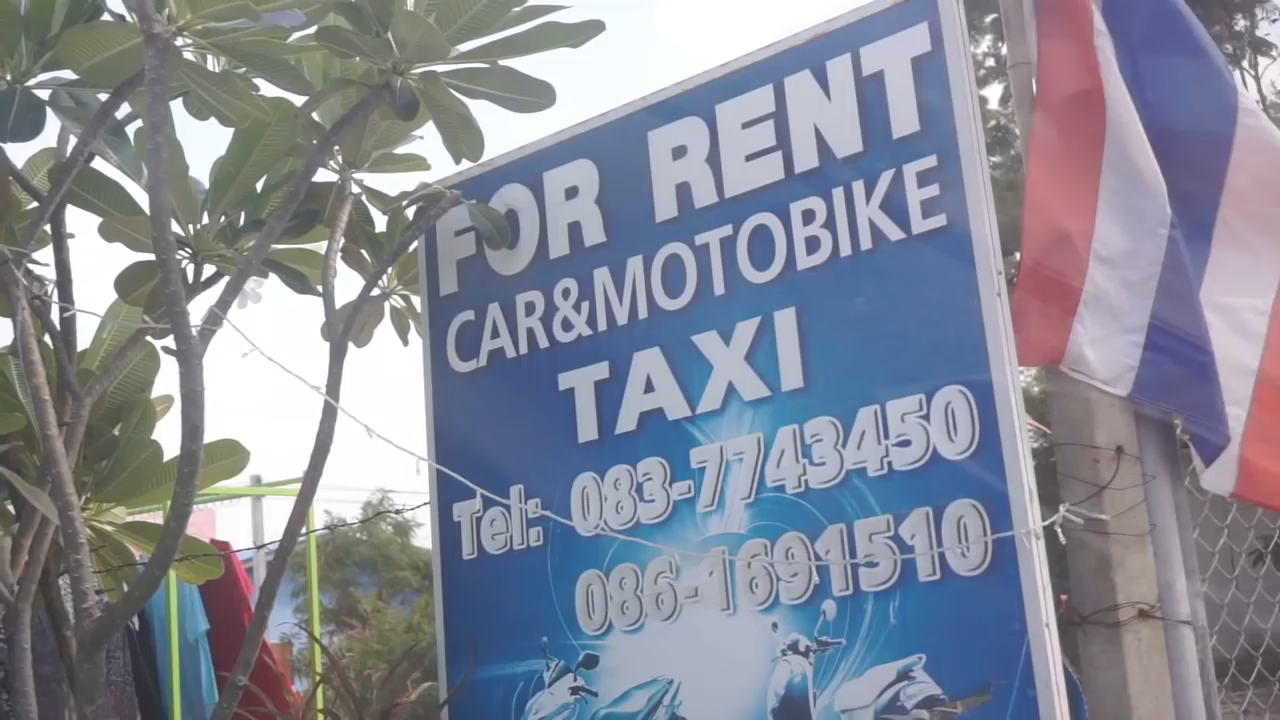 FOR RENT
CAR&MOTOBIKE
TAXI
Tel: 083-7743450
086-1691510